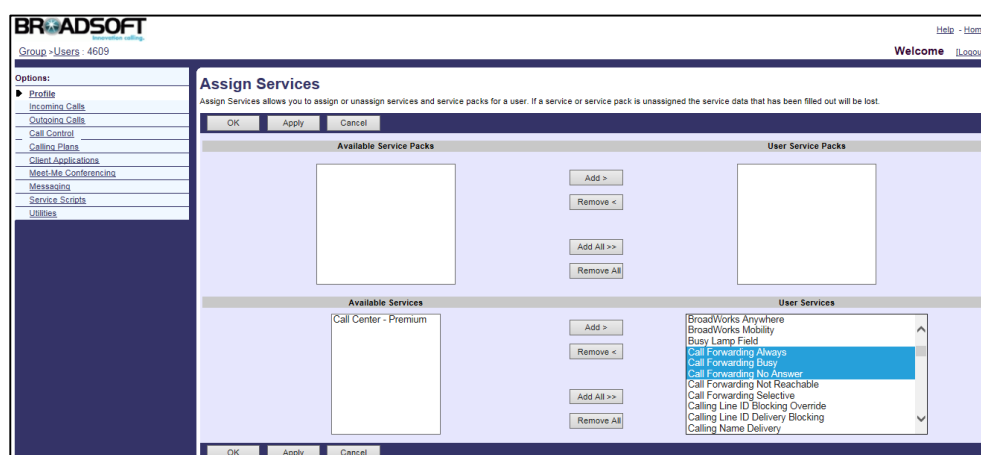 BROADSOFT
innovation calling.
Help - Hom
Group >Users : 4609
Welcome [Logou
Options:
Profile
Incoming Calls
Outgoing Calls
Call Control
Calling Plans
Client Applications
Meet-Me Conferencing
Messaging
Service Scripts
Utilities
Assign Services
Assign Services allows you to assign or unassign services and service packs for a user. If a service or service pack is unassigned the service data that has been filled out will be lost.
OK Apply Cancel
Available Service Packs
User Service Packs
Add >
Remove <
Add All >>
Remove All
Available Services
User Services
Call Center - Premium
Add >
Remove <
Add All >>
Remove All
BroadWorks Anywhere
BroadWorks Mobility
Busy Lamp Field
Call Forwarding Always
Call Forwarding Busy
Call Forwarding No Answer
Call Forwarding Not Reachable
Call Forwarding Selective
Calling Line ID Blocking Override
Calling Line ID Delivery Blocking
Calling Name Delivery
OK Apply Cancel